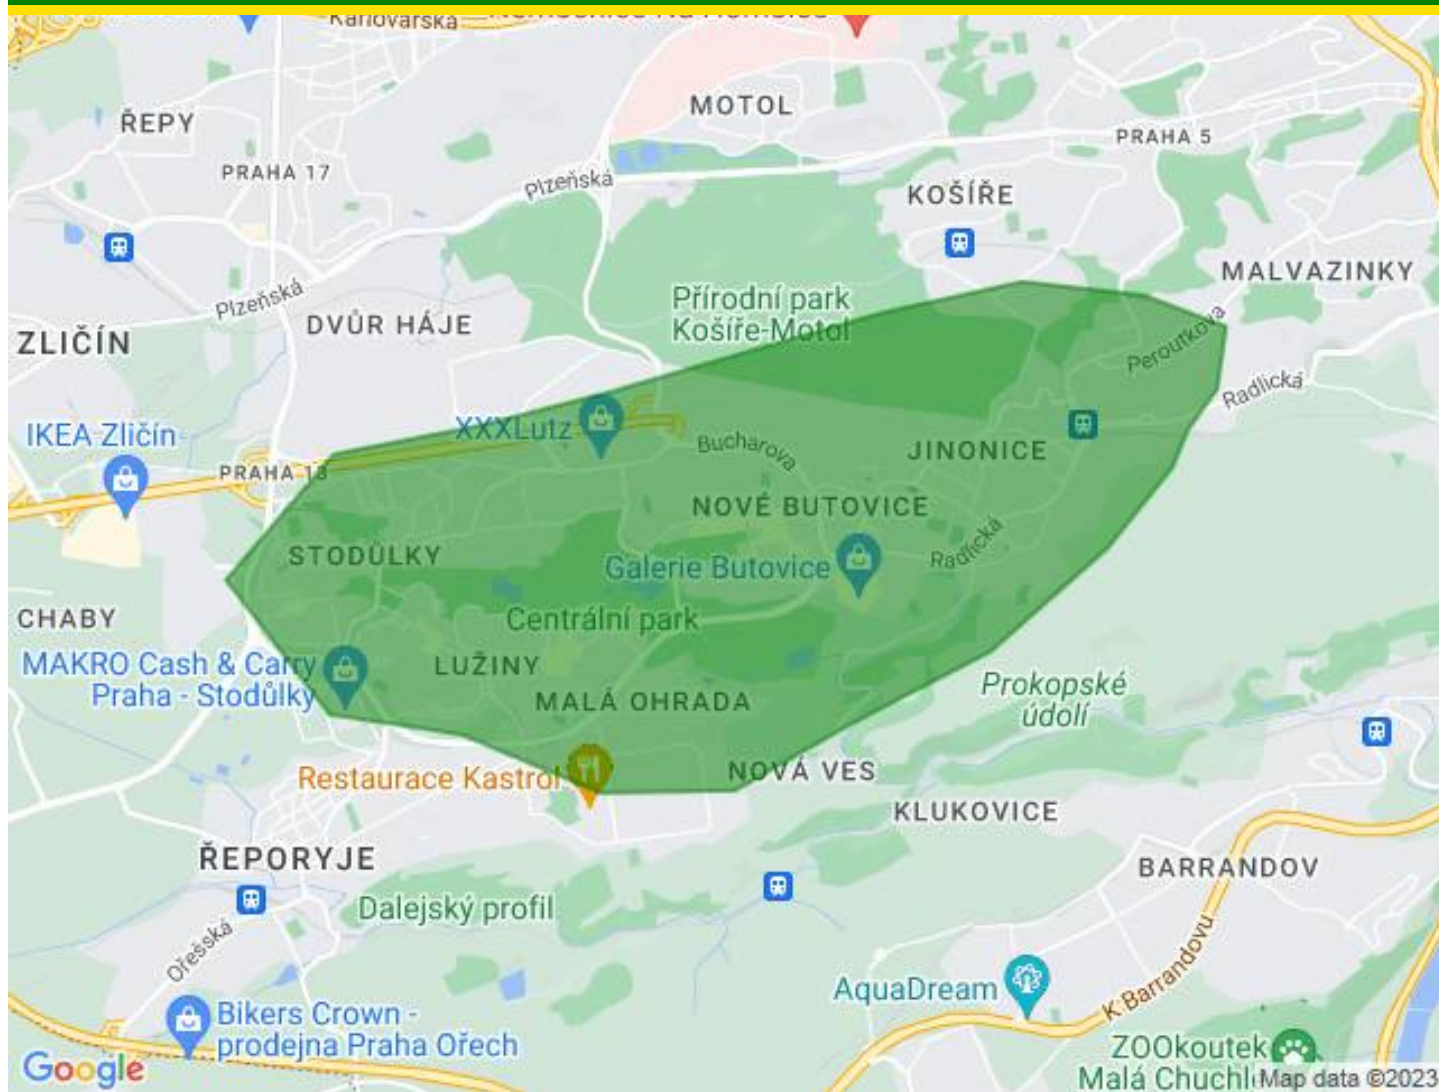 Karlovarská
MOTOL
ŘEPY
PRAHA 5
PRAHA 17
Plzeňská
KOŠÍŘE
MALVAZINKY
Plzeňská
Přírodní park
Košíře-Motol
DVŮR HÁJE
ZLIČÍN
Peroutkova
Radlická
IKEA Zličín
XXXLutz
Bucharova
JINONICE
PRAHA 13
NOVÉ BUTOVICE
STODŮLKY
Radlická
Galerie Butovice
CHABY
Centrální park
MAKRO Cash & Carry
Praha - Stodůlky
LUŽINY
MALÁ OHRADA
Prokopské
údolí
Restaurace Kastrol
NOVÁ VES
KLUKOVICE
ŘEPORYJE
BARRANDOV
Dalejský profil
Ořešská
AquaDream
K Barrandovu
Bikers Crown -
prodejna Praha Ořech
ZOOkoutek
Malá Chuchl
Google
Map data ©2023